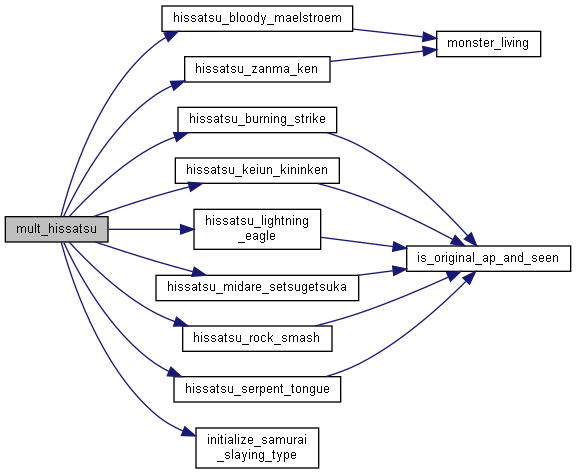 hissatsu_bloody_maelstroem
monster_living
hissatsu_zanma_ken
hissatsu_burning_strike
hissatsu_keiun_kininken
mult_hissatsu
hissatsu_lightning
_eagle
is_original_ap_and_seen
hissatsu_midare_setsugetsuka
hissatsu_rock_smash
hissatsu_serpent_tongue
initialize_samurai
_slaying_type